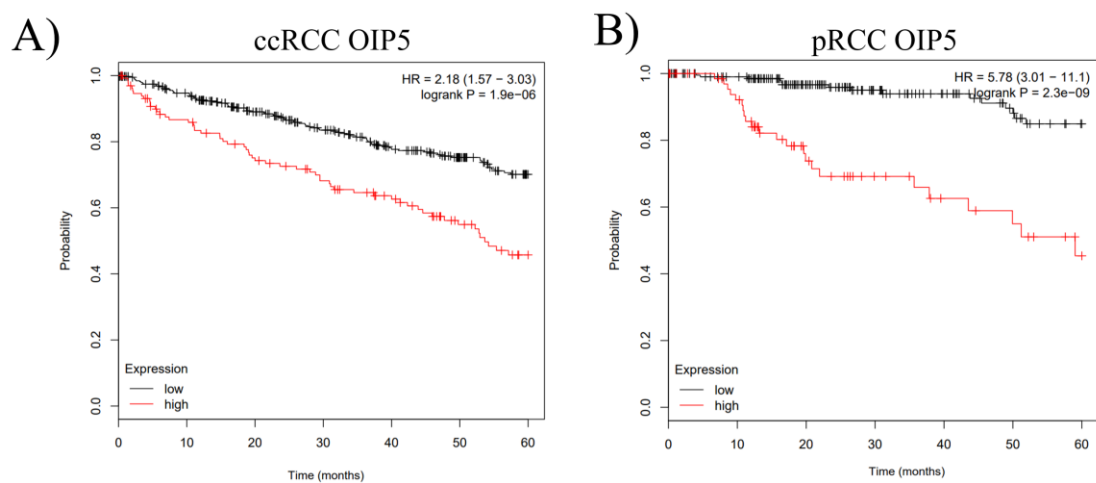 A)
ccRCC OIP5
HR = 2.18 (1.57 − 3.03)
logrank P = 1.9e−06
Probability
1.0
0.8
0.6
0.4
0.2
0.0
Expression
low
high
0 10 20 30 40 50 60
Time (months)
B)
pRCC OIP5
HR = 5.78 (3.01 − 11.1)
logrank P = 2.3e−09
Probability
1.0
0.8
0.6
0.4
0.2
0.0
Expression
low
high
0 10 20 30 40 50 60
Time (months)